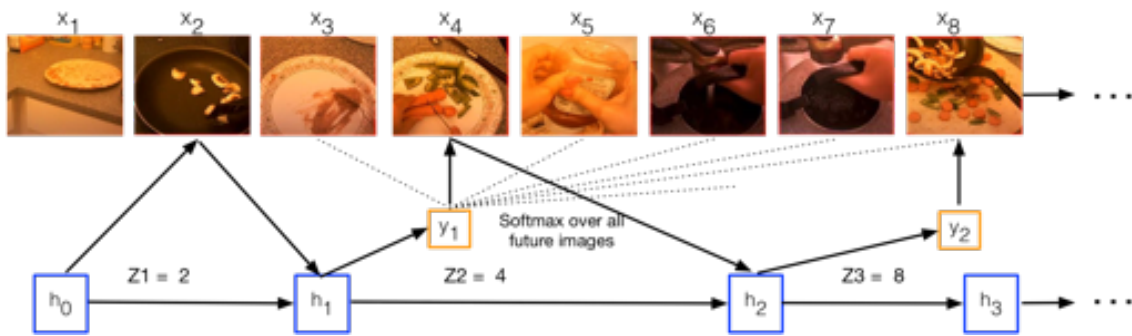 x₁ x₂ x₃ x₄ x₅ x₆ x₇ x₈
...
y₁
Softmax over all
future images
y₂
Z1 = 2
Z2 = 4
Z3 = 8
h₀ h₁ h₂ h₃
...